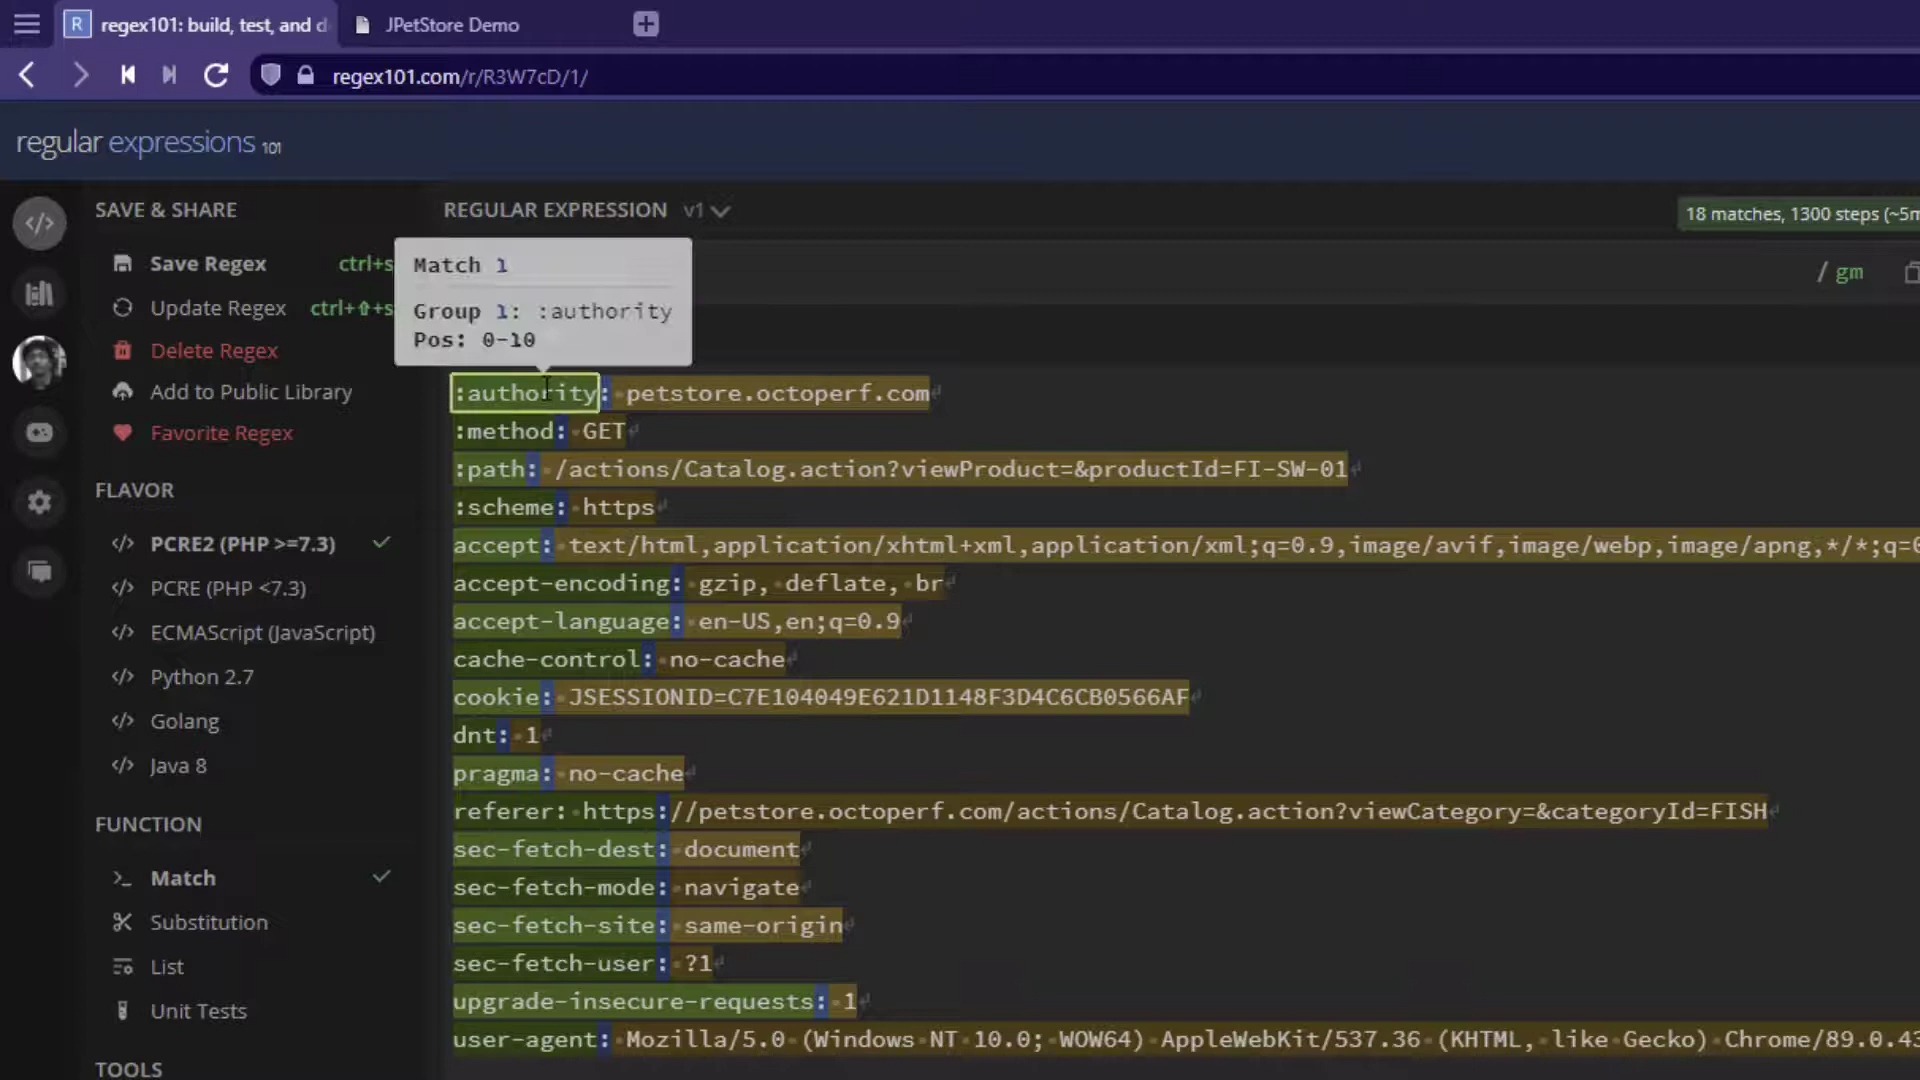 R regex101: build, test, and d
JPetStore Demo
regex101.com/r/R3W7cD/1/
regular expressions 101
SAVE & SHARE
Save Regex ctrl+s
Update Regex ctrl+⇧+s
Delete Regex
Add to Public Library
Favorite Regex
FLAVOR
PCRE2 (PHP >=7.3)
PCRE (PHP <7.3)
ECMAScript (JavaScript)
Python 2.7
Golang
Java 8
FUNCTION
Match
Substitution
List
Unit Tests
TOOLS
REGULAR EXPRESSION v1
18 matches, 1300 steps (~5m
/ gm
Match 1
Group 1: :authority
Pos: 0-10
:authority: petstore.octoperf.com
:method: GET
:path: /actions/Catalog.action?viewProduct=&productId=FI-SW-01
:scheme: https
accept: text/html,application/xhtml+xml,application/xml;q=0.9,image/avif,image/webp,image/apng,*/*;q=0
accept-encoding: gzip, deflate, br
accept-language: en-US,en;q=0.9
cache-control: no-cache
cookie: JSESSIONID=C7E104049E621D1148F3D4C6CB0566AF
dnt: 1
pragma: no-cache
referer: https://petstore.octoperf.com/actions/Catalog.action?viewCategory=&categoryId=FISH
sec-fetch-dest: document
sec-fetch-mode: navigate
sec-fetch-site: same-origin
sec-fetch-user: ?1
upgrade-insecure-requests: 1
user-agent: Mozilla/5.0 (Windows NT 10.0; WOW64) AppleWebKit/537.36 (KHTML, like Gecko) Chrome/89.0.43